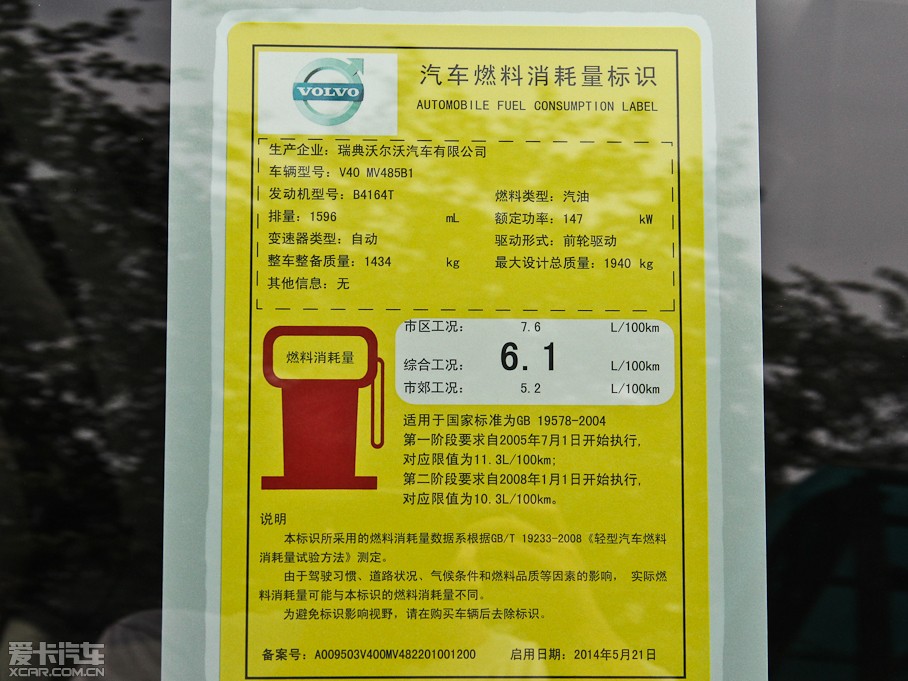 VOLVO
汽车燃料消耗量标识
AUTOMOBILE FUEL CONSUMPTION LABEL
生产企业：瑞典沃尔沃汽车有限公司
车辆型号：V40 MV485B1
发动机型号：B4164T 燃料类型：汽油
排量：1596 mL 额定功率：147 kW
变速器类型：自动 驱动形式：前轮驱动
整车整备质量：1434 kg 最大设计总质量：1940 kg
其他信息：无
燃料消耗量
市区工况： 7.6 L/100km
综合工况： 6.1 L/100km
市郊工况： 5.2 L/100km
适用于国家标准为GB 19578-2004
第一阶段要求自2005年7月1日开始执行,
对应限值为11.3L/100km;
第二阶段要求自2008年1月1日开始执行,
对应限值为10.3L/100km。
说明
本标识所采用的燃料消耗量数据系根据GB/T 19233-2008《轻型汽车燃料
消耗量试验方法》测定。
由于驾驶习惯、道路状况、气候条件和燃料品质等因素的影响， 实际燃
料消耗量可能与本标识的燃料消耗量不同。
为避免标识影响视野，请在购买车辆后去除标识。
备案号：A009503V400MV482201001200 启用日期：2014年5月21日
爱卡汽车
XCAR.COM.CN